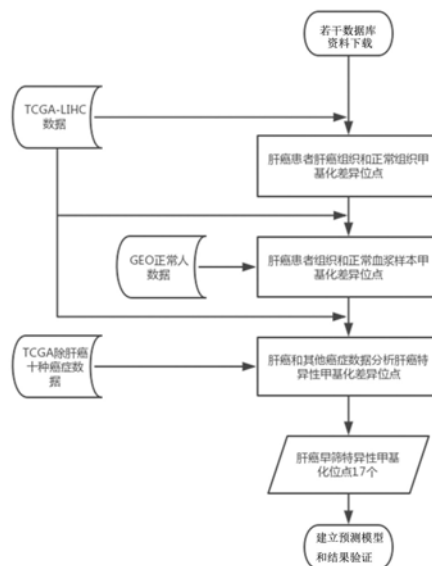 若干数据库
资料下载
TCGA-LIHC
数据
肝癌患者肝癌组织和正常组织甲
基化差异位点
GEO正常人
数据
肝癌患者组织和正常血浆样本甲
基化差异位点
TCGA除肝癌
十种癌症数
据
肝癌和其他癌症数据分析肝癌特
异性甲基化差异位点
肝癌早筛特异性甲基
化位点17个
建立预测模型
和结果验证